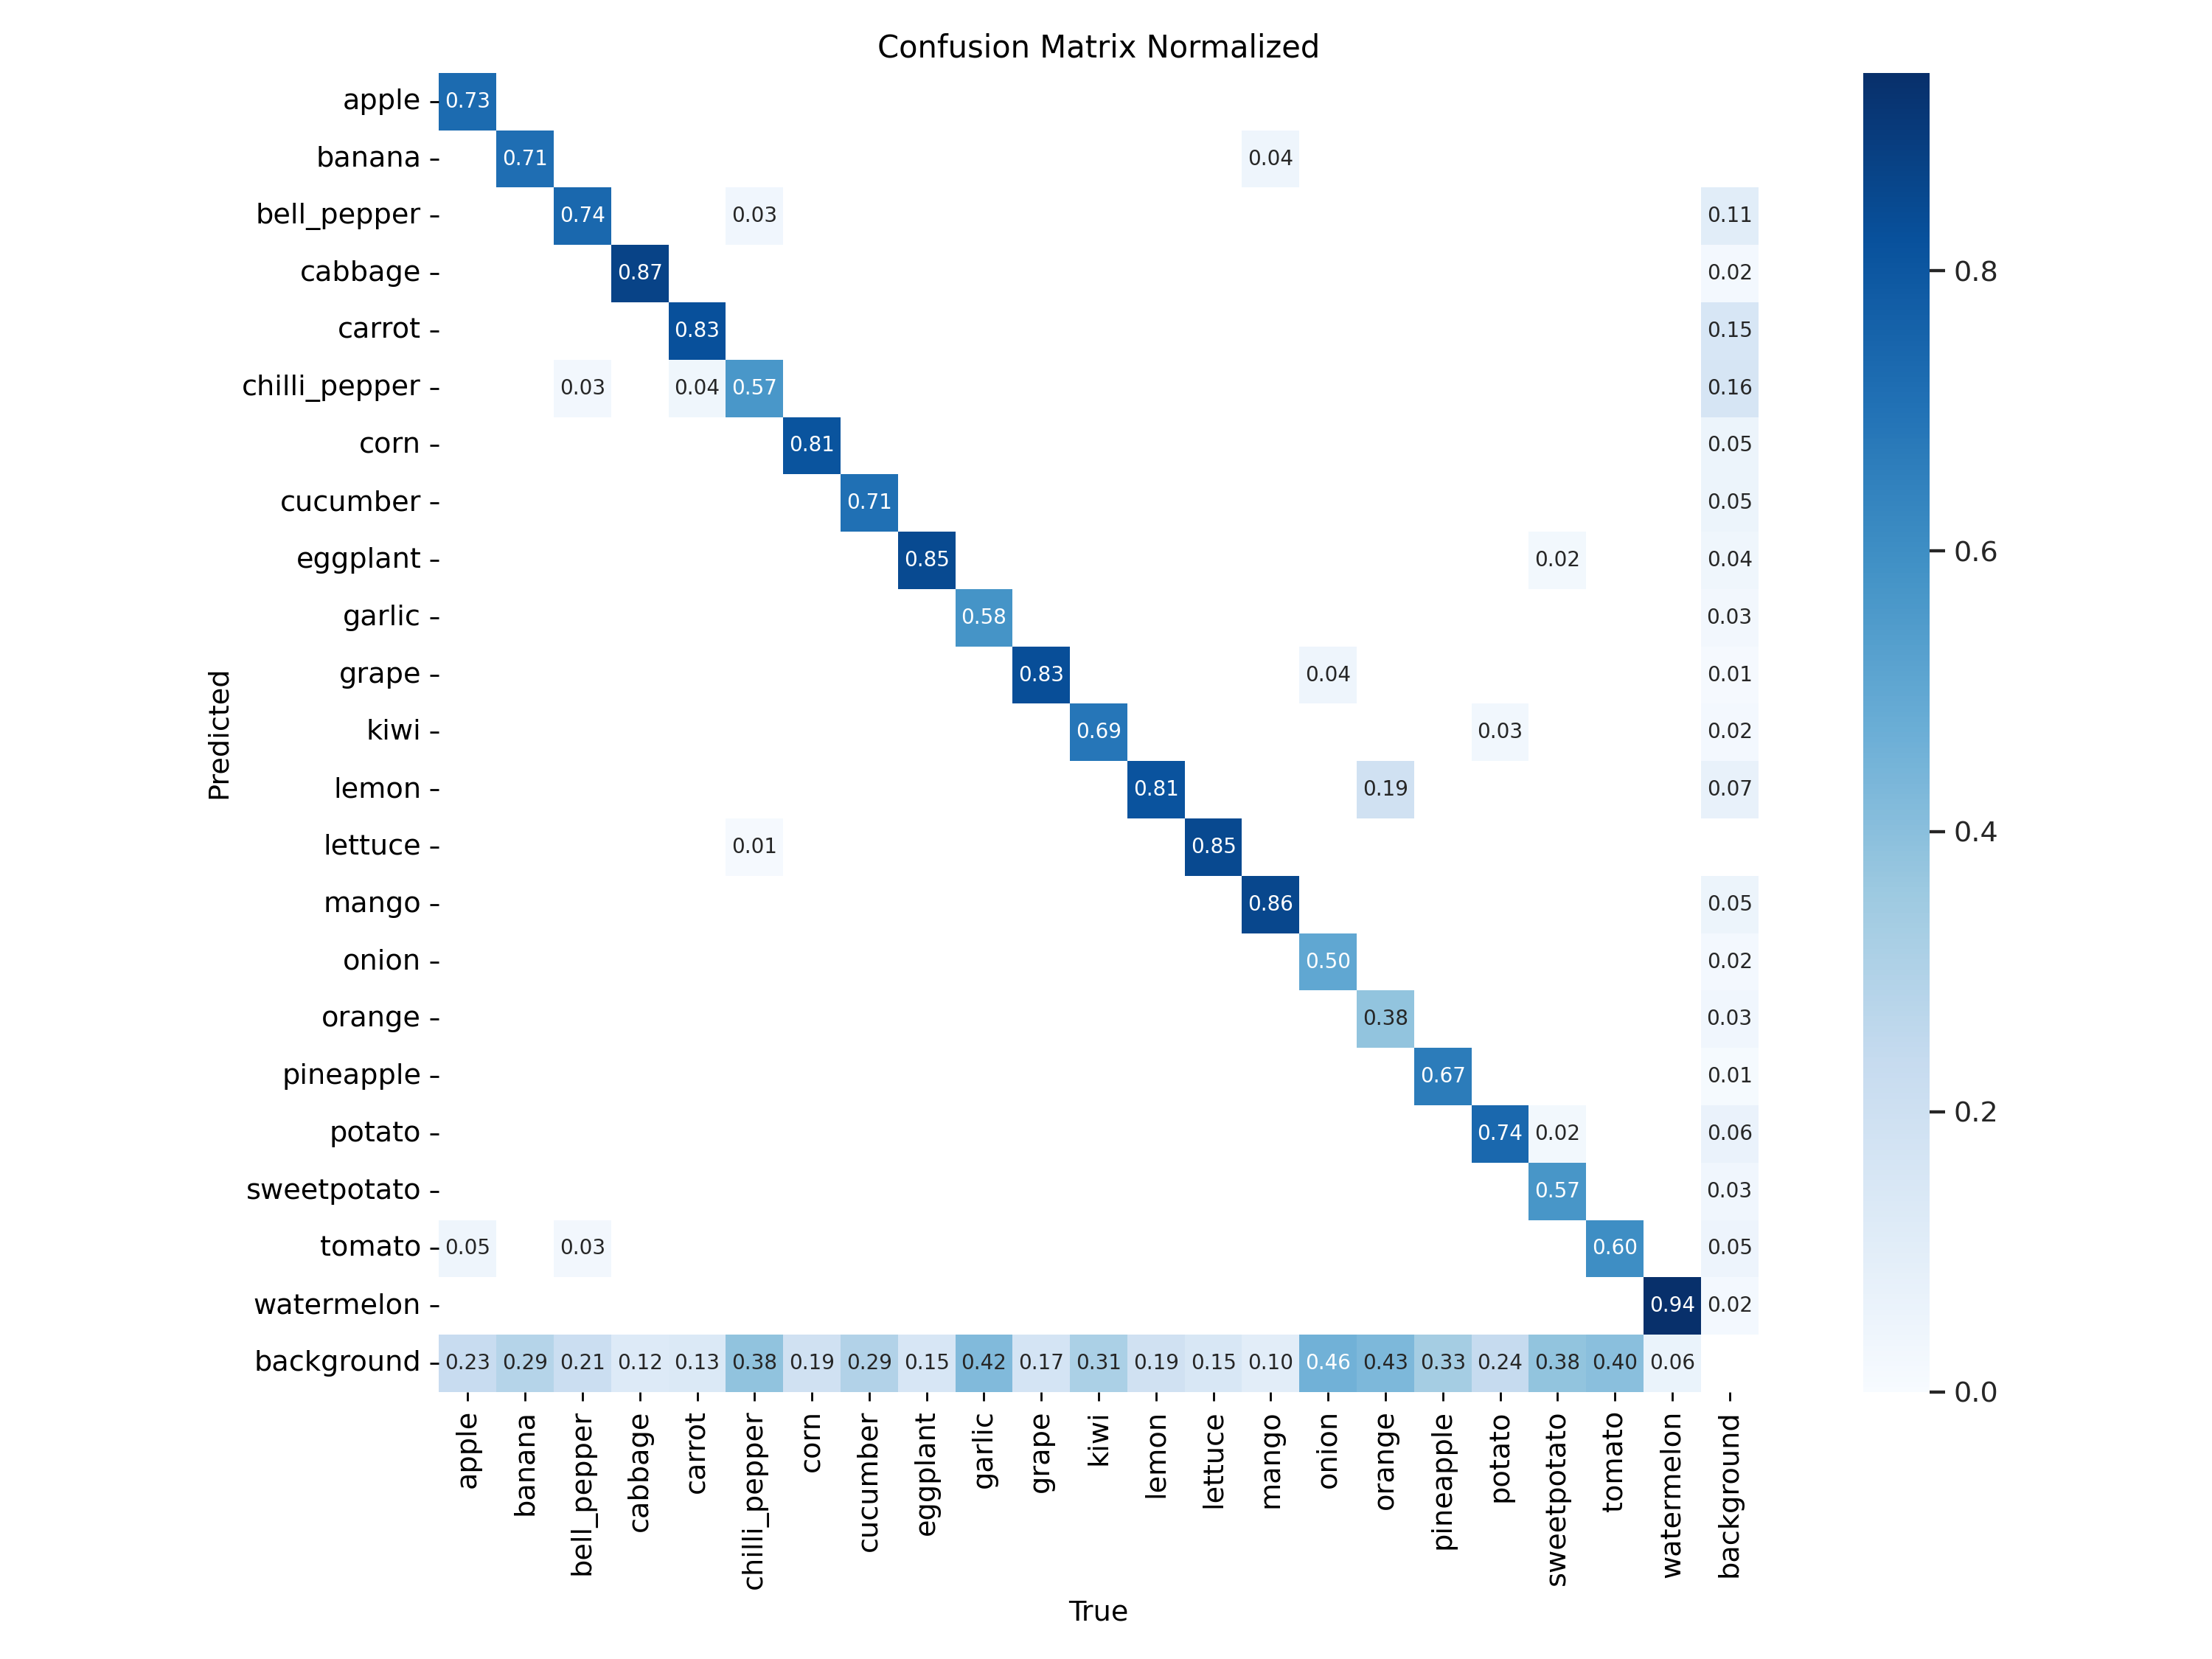 Confusion Matrix Normalized
apple 0.73
banana 0.71 0.04
bell_pepper 0.74 0.03 0.11
cabbage 0.87 0.02
carrot 0.83 0.15
chilli_pepper 0.03 0.04 0.57 0.16
corn 0.81 0.05
cucumber 0.71 0.05
eggplant 0.85 0.02 0.04
garlic 0.58 0.03
grape 0.83 0.04 0.01
kiwi 0.69 0.03 0.02
lemon 0.81 0.19 0.07
lettuce 0.01 0.85
mango 0.86 0.05
onion 0.50 0.02
orange 0.38 0.03
pineapple 0.67 0.01
potato 0.74 0.02 0.06
sweetpotato 0.57 0.03
tomato 0.05 0.03 0.60 0.05
watermelon 0.94 0.02
background 0.23 0.29 0.21 0.12 0.13 0.38 0.19 0.29 0.15 0.42 0.17 0.31 0.19 0.15 0.10 0.46 0.43 0.33 0.24 0.38 0.40 0.06
Predicted
apple banana bell_pepper cabbage carrot chilli_pepper corn cucumber eggplant garlic grape kiwi lemon lettuce mango onion orange pineapple potato sweetpotato tomato watermelon background
True
0.8
0.6
0.4
0.2
0.0